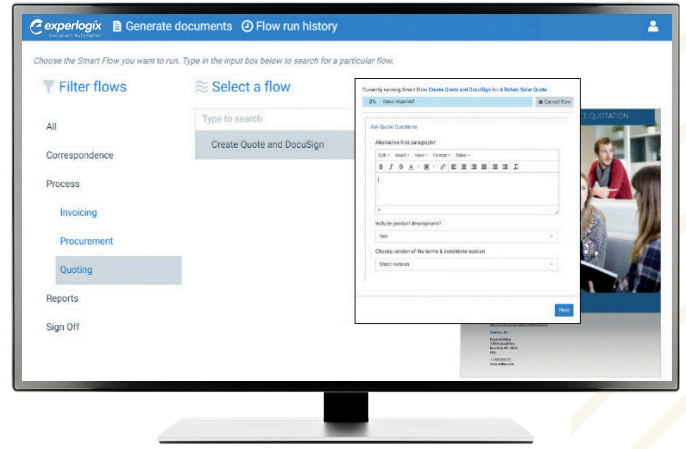 experlogix
Document Automation
Generate documents
Flow run history
Choose the Smart Flow you want to run. Type in the input box below to search for a particular flow.
Filter flows
All
Correspondence
Process
Invoicing
Procurement
Quoting
Reports
Sign Off
Select a flow
Type to search
Create Quote and DocuSign
Currently running Smart Flow Create Quote and DocuSign for A Datum Solar Quote
0% Input required
Cancel flow
Ask Quote Questions
Alternative first paragraph?
Edit Insert View Format Table
Include product descriptions?
Yes
Choose version of the terms & conditions section
Short version
Next
QUOTATION